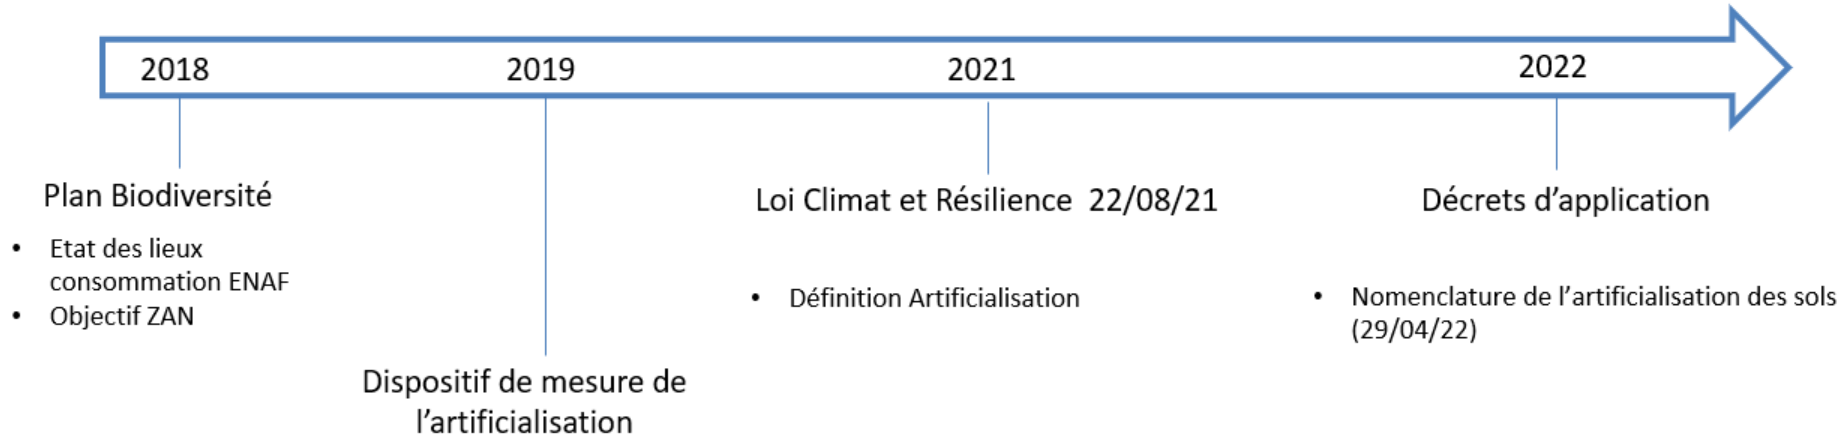 2018
2019
2021
2022
Plan Biodiversité
• Etat des lieux
consommation ENAF
• Objectif ZAN
Dispositif de mesure de
l’artificialisation
Loi Climat et Résilience 22/08/21
• Définition Artificialisation
Décrets d’application
• Nomenclature de l’artificialisation des sols
(29/04/22)